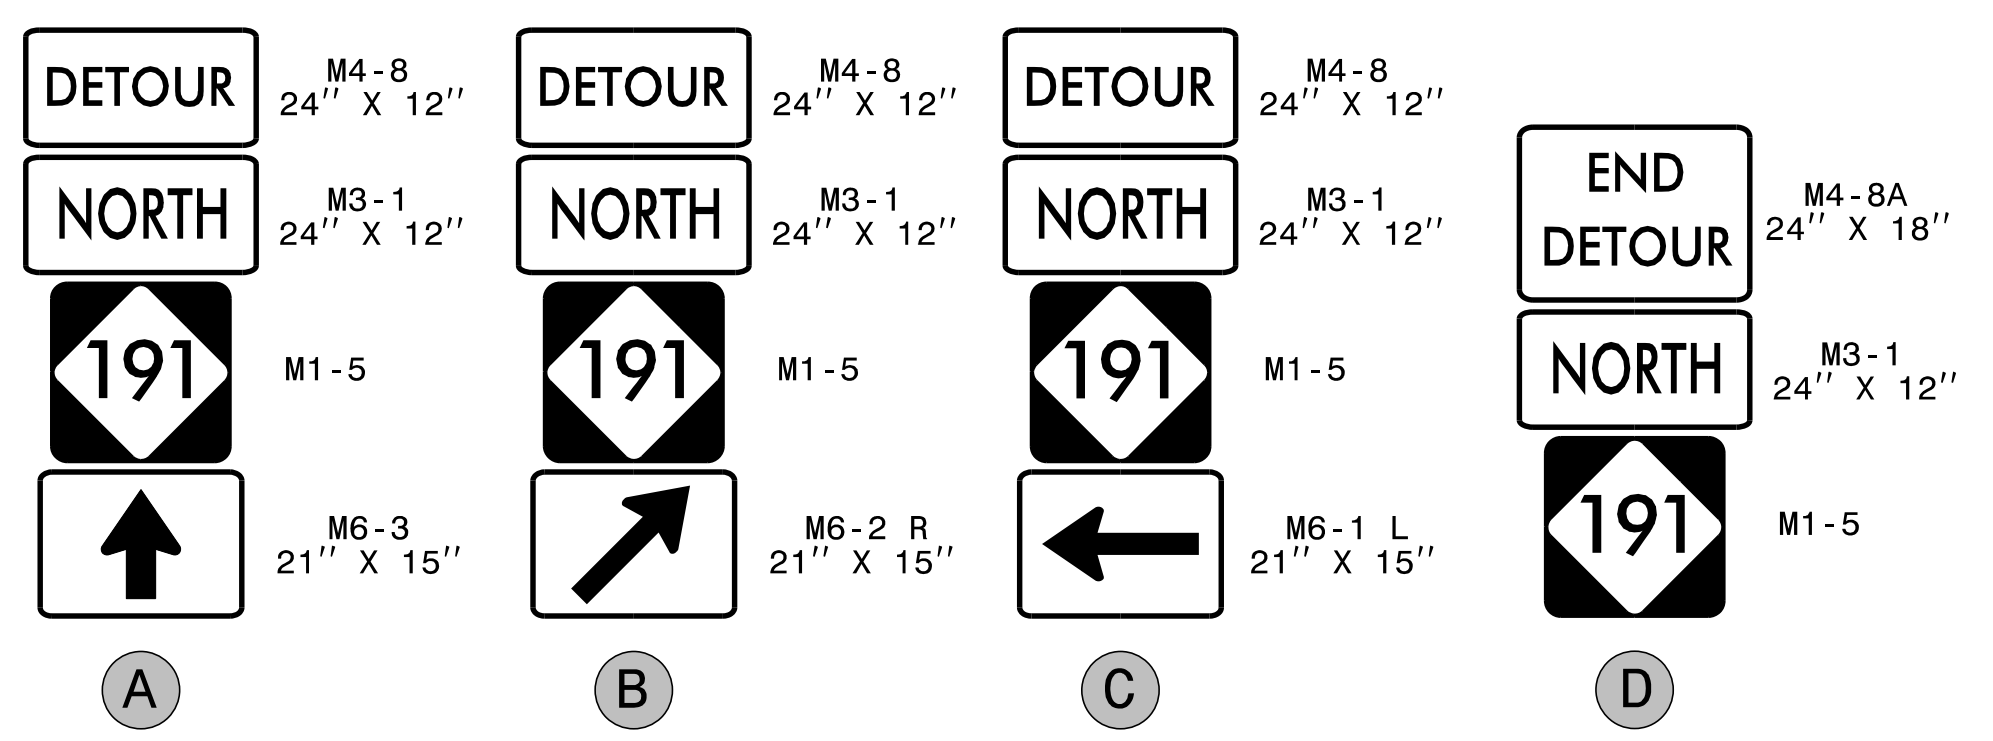 DETOUR
M4-8
24″ X 12″
NORTH
M3-1
24″ X 12″
191
M1-5
M6-3
21″ X 15″
A
DETOUR
M4-8
24″ X 12″
NORTH
M3-1
24″ X 12″
191
M1-5
M6-2 R
21″ X 15″
B
DETOUR
M4-8
24″ X 12″
NORTH
M3-1
24″ X 12″
191
M1-5
M6-1 L
21″ X 15″
C
END
DETOUR
M4-8A
24″ X 18″
NORTH
M3-1
24″ X 12″
191
M1-5
D